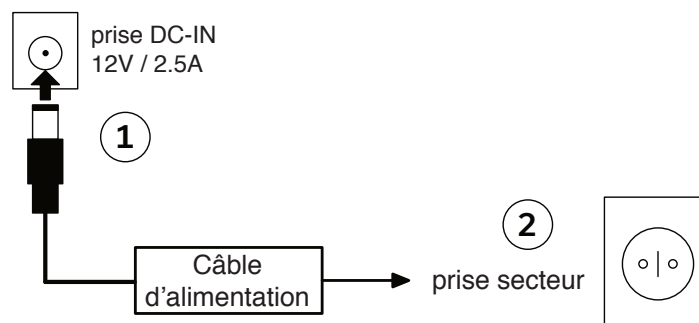 prise DC-IN
12V / 2.5A
1
2
Câble
d'alimentation
prise secteur